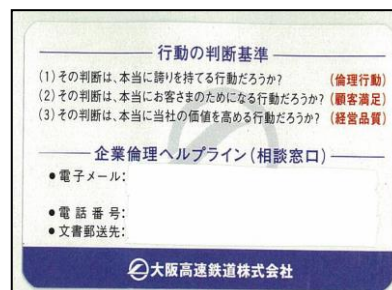 行動の判断基準
(1)その判断は、本当に誇りを持てる行動だろうか? (倫理行動)
(2)その判断は、本当にお客さまのためになる行動だろうか? (顧客満足)
(3)その判断は、本当に当社の価値を高める行動だろうか? (経営品質)
企業倫理ヘルプライン(相談窓口)
●電子メール:
●電話番号:
●文書郵送先:
大阪高速鉄道株式会社